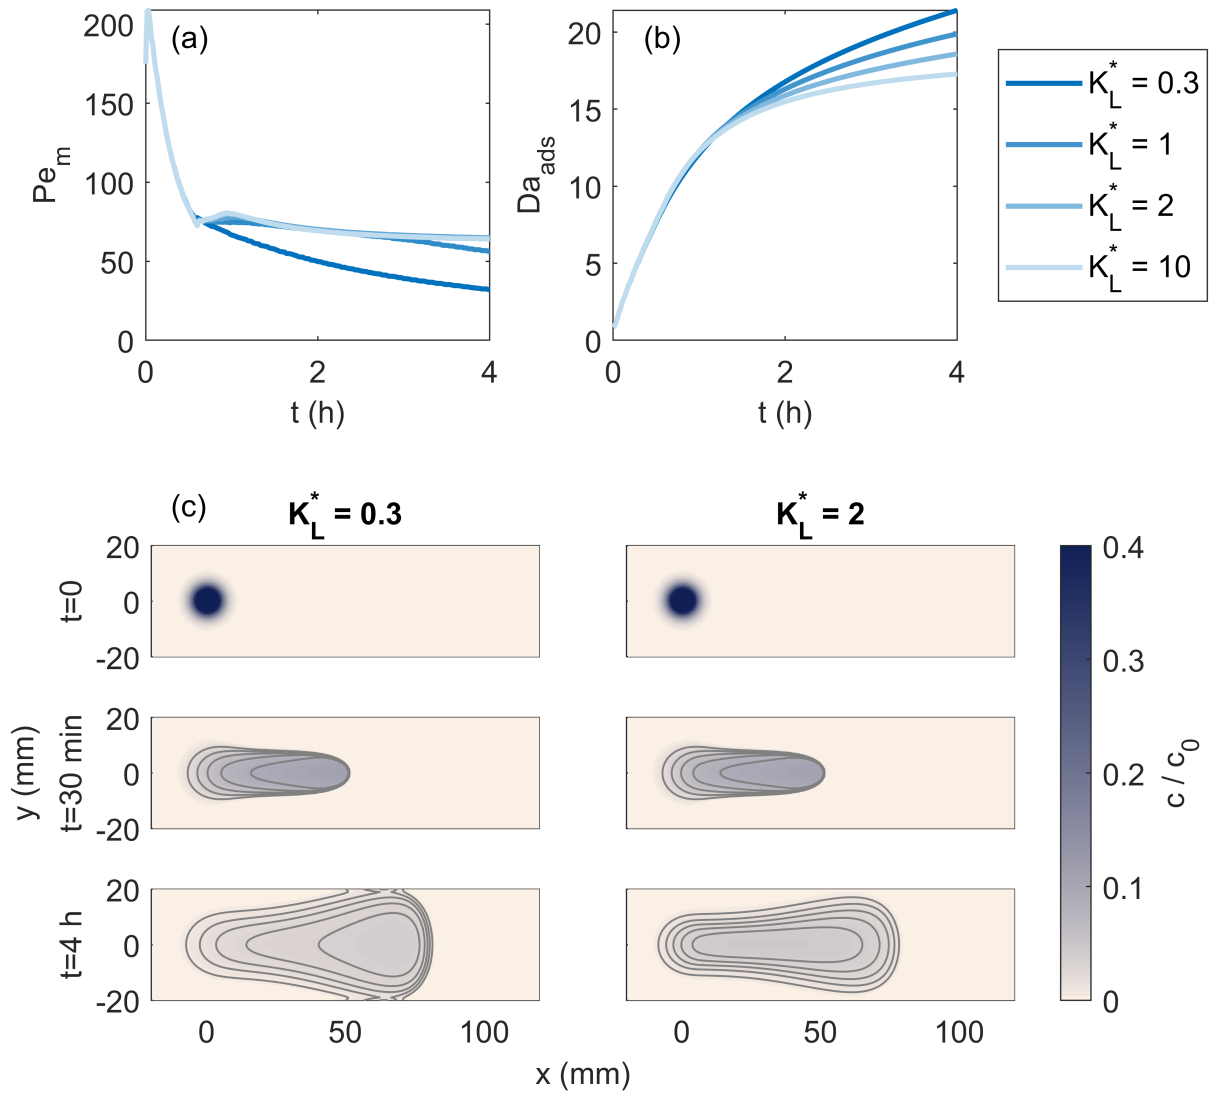 (a)
200
150
100
50
0
0 2 4
Pe_m
t (h)
(b)
20
15
10
5
0
0 2 4
Da_ads
t (h)
K_L^* = 0.3
K_L^* = 1
K_L^* = 2
K_L^* = 10
(c)
K_L^* = 0.3
K_L^* = 2
t=0
20
0
-20
t=30 min
20
0
-20
t=4 h
20
0
-20
y (mm)
0 50 100
0 50 100
x (mm)
0.4
0.3
0.2
0.1
0
c / c_0